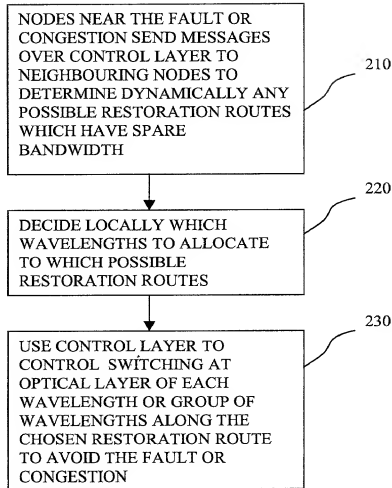 NODES NEAR THE FAULT OR
CONGESTION SEND MESSAGES
OVER CONTROL LAYER TO
NEIGHBOURING NODES TO
DETERMINE DYNAMICALLY ANY
POSSIBLE RESTORATION ROUTES
WHICH HAVE SPARE
BANDWIDTH
210
DECIDE LOCALLY WHICH
WAVELENGTHS TO ALLOCATE
TO WHICH POSSIBLE
RESTORATION ROUTES
220
USE CONTROL LAYER TO
CONTROL SWITCHING AT
OPTICAL LAYER OF EACH
WAVELENGTH OR GROUP OF
WAVELENGTHS ALONG THE
CHOSEN RESTORATION ROUTE
TO AVOID THE FAULT OR
CONGESTION
230